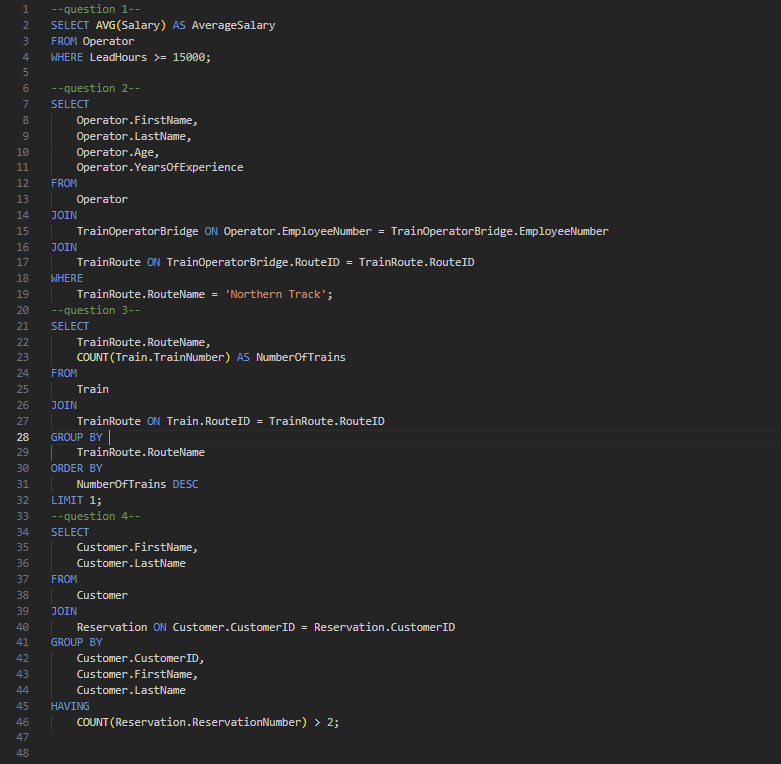 1 --question 1--
2 SELECT AVG(Salary) AS AverageSalary
3 FROM Operator
4 WHERE LeadHours >= 15000;
5
6 --question 2--
7 SELECT
8     Operator.FirstName,
9     Operator.LastName,
10     Operator.Age,
11     Operator.YearsOfExperience
12 FROM
13     Operator
14 JOIN
15     TrainOperatorBridge ON Operator.EmployeeNumber = TrainOperatorBridge.EmployeeNumber
16 JOIN
17     TrainRoute ON TrainOperatorBridge.RouteID = TrainRoute.RouteID
18 WHERE
19     TrainRoute.RouteName = 'Northern Track';
20 --question 3--
21 SELECT
22     TrainRoute.RouteName,
23     COUNT(Train.TrainNumber) AS NumberOfTrains
24 FROM
25     Train
26 JOIN
27     TrainRoute ON Train.RouteID = TrainRoute.RouteID
28 GROUP BY
29     TrainRoute.RouteName
30 ORDER BY
31     NumberOfTrains DESC
32 LIMIT 1;
33 --question 4--
34 SELECT
35     Customer.FirstName,
36     Customer.LastName
37 FROM
38     Customer
39 JOIN
40     Reservation ON Customer.CustomerID = Reservation.CustomerID
41 GROUP BY
42     Customer.CustomerID,
43     Customer.FirstName,
44     Customer.LastName
45 HAVING
46     COUNT(Reservation.ReservationNumber) > 2;
47
48